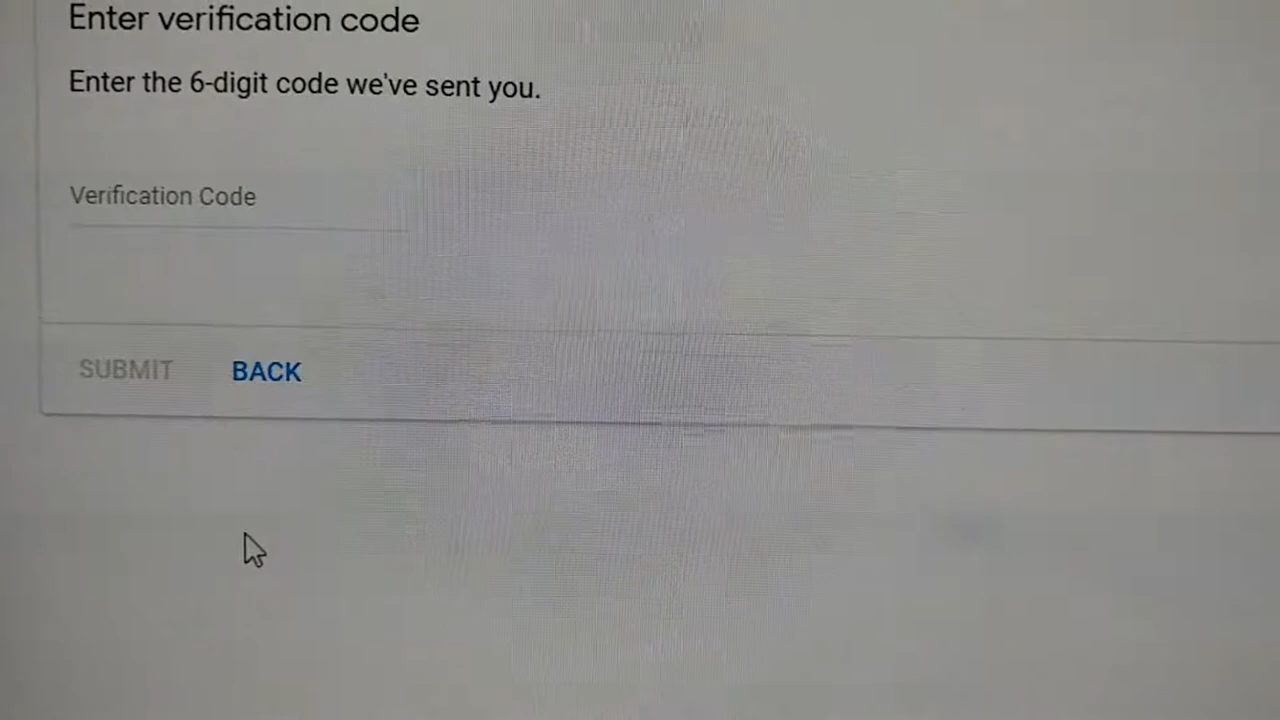 Enter verification code
Enter the 6-digit code we've sent you.
Verification Code
SUBMIT BACK